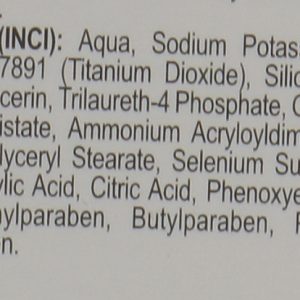 (INCI): Aqua, Sodium Potas
7891 (Titanium Dioxide), Silic
cerin, Trilaureth-4 Phosphate, C
istate, Ammonium Acryloyldim
lyceryl Stearate, Selenium Su
lic Acid, Citric Acid, Phenoxye
ylparaben, Butylparaben, P
n.